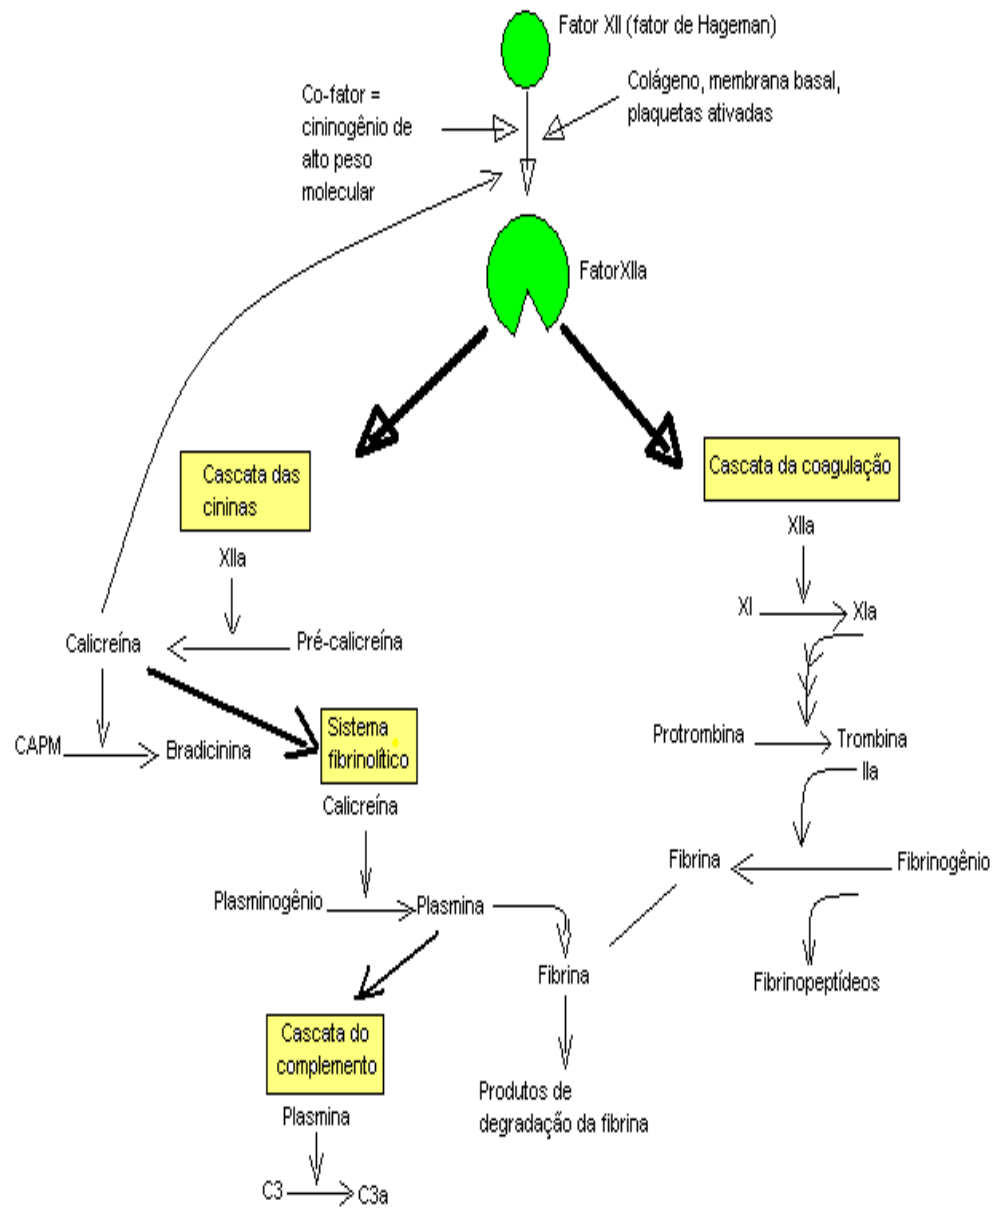 Fator XII (fator de Hageman)
Co-fator =
cininogênio de
alto peso
molecular
Colágeno, membrana basal,
plaquetas ativadas
FatorXIIa
Cascata das
cininas
Cascata da coagulação
XIIa
XIIa
XI
XIa
Calicreína
Pré-calicreína
CAPM
Bradicinina
Sistema
fibrinolítico
Protrombina
Trombina
IIa
Calicreína
Fibrina
Fibrinogênio
Plasminogênio
Plasmina
Fibrina
Fibrinopeptídeos
Cascata do
complemento
Produtos de
degradação da fibrina
Plasmina
C3
C3a